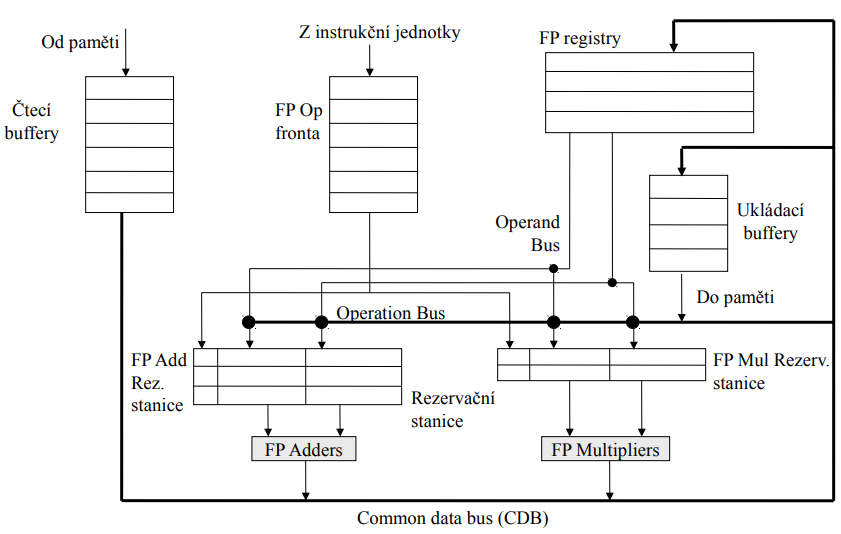 Od paměti
Z instrukční jednotky
FP registry
Čtecí
buffery
FP Op
fronta
Ukládací
buffery
Operand
Bus
Do paměti
Operation Bus
FP Add
Rez.
stanice
Rezervační
stanice
FP Mul Rezerv.
stanice
FP Adders
FP Multipliers
Common data bus (CDB)